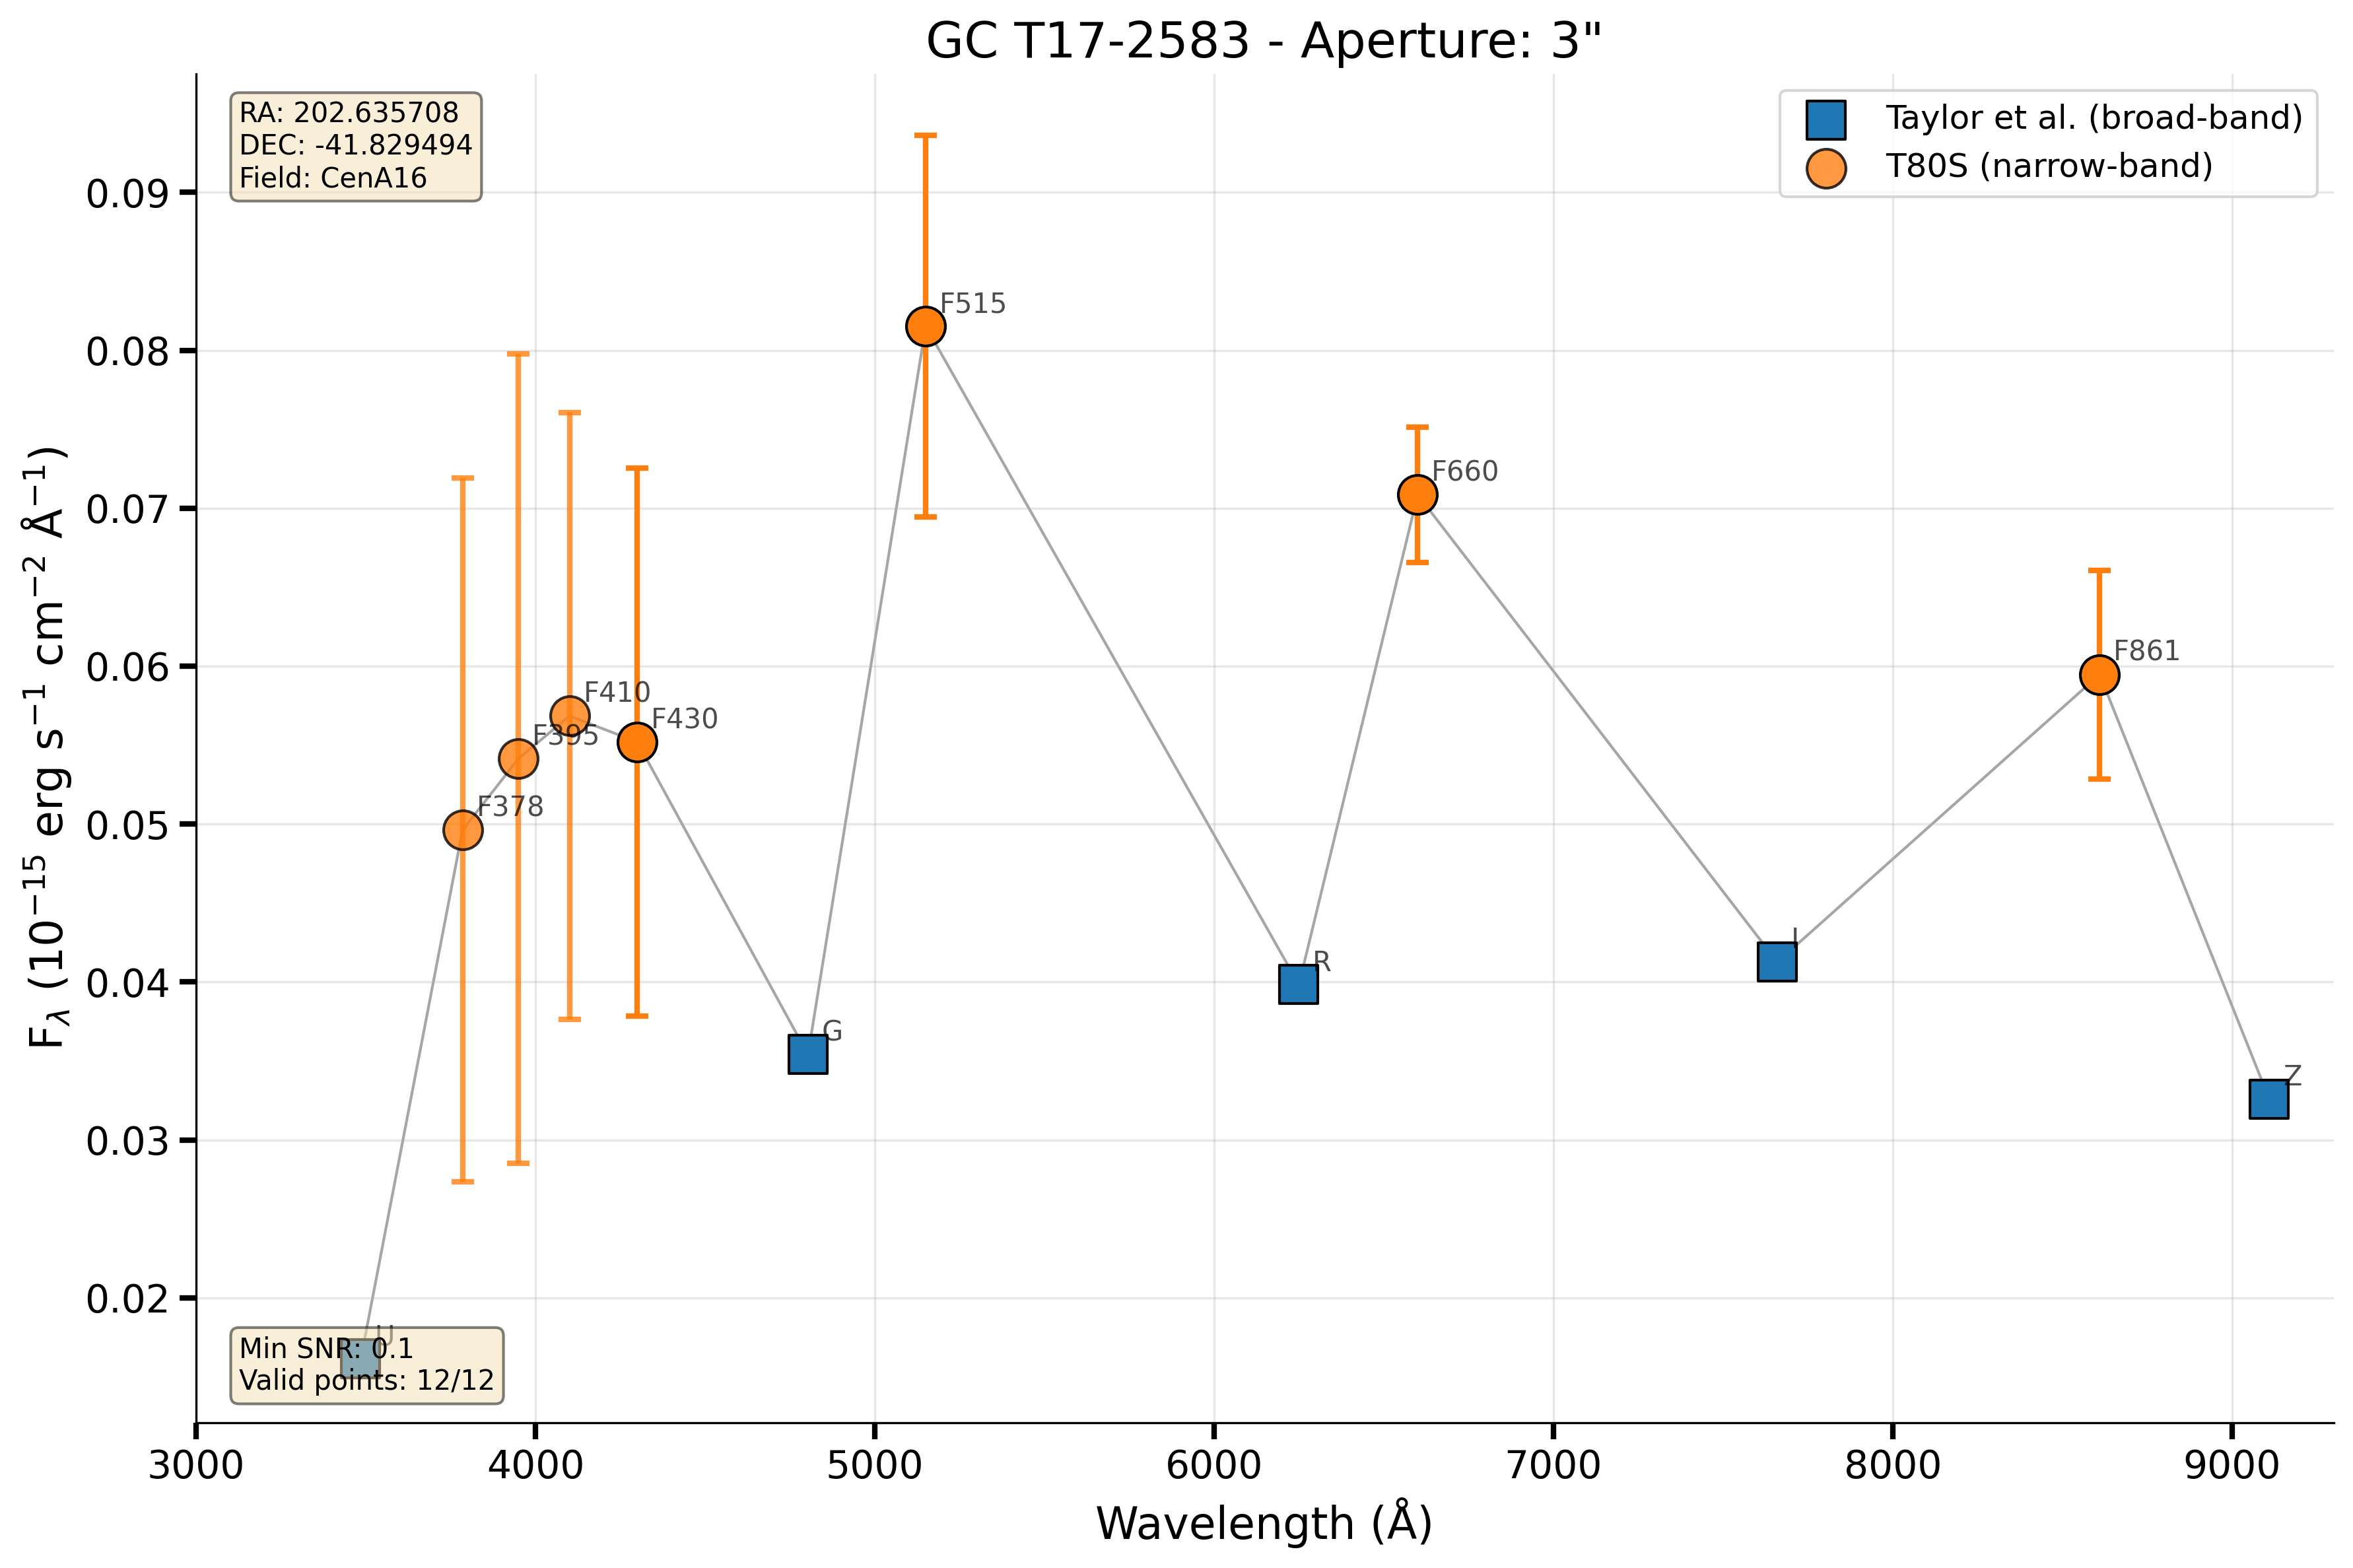 GC T17-2583 - Aperture: 3"
RA: 202.635708
DEC: -41.829494
Field: CenA16
Taylor et al. (broad-band)
T80S (narrow-band)
F515
F660
F861
F410
F430
F395
F378
G
R
I
Z
U
Min SNR: 0.1
Valid points: 12/12
0.09
0.08
0.07
0.06
0.05
0.04
0.03
0.02
F_λ (10⁻¹⁵ erg s⁻¹ cm⁻² Å⁻¹)
3000 4000 5000 6000 7000 8000 9000
Wavelength (Å)